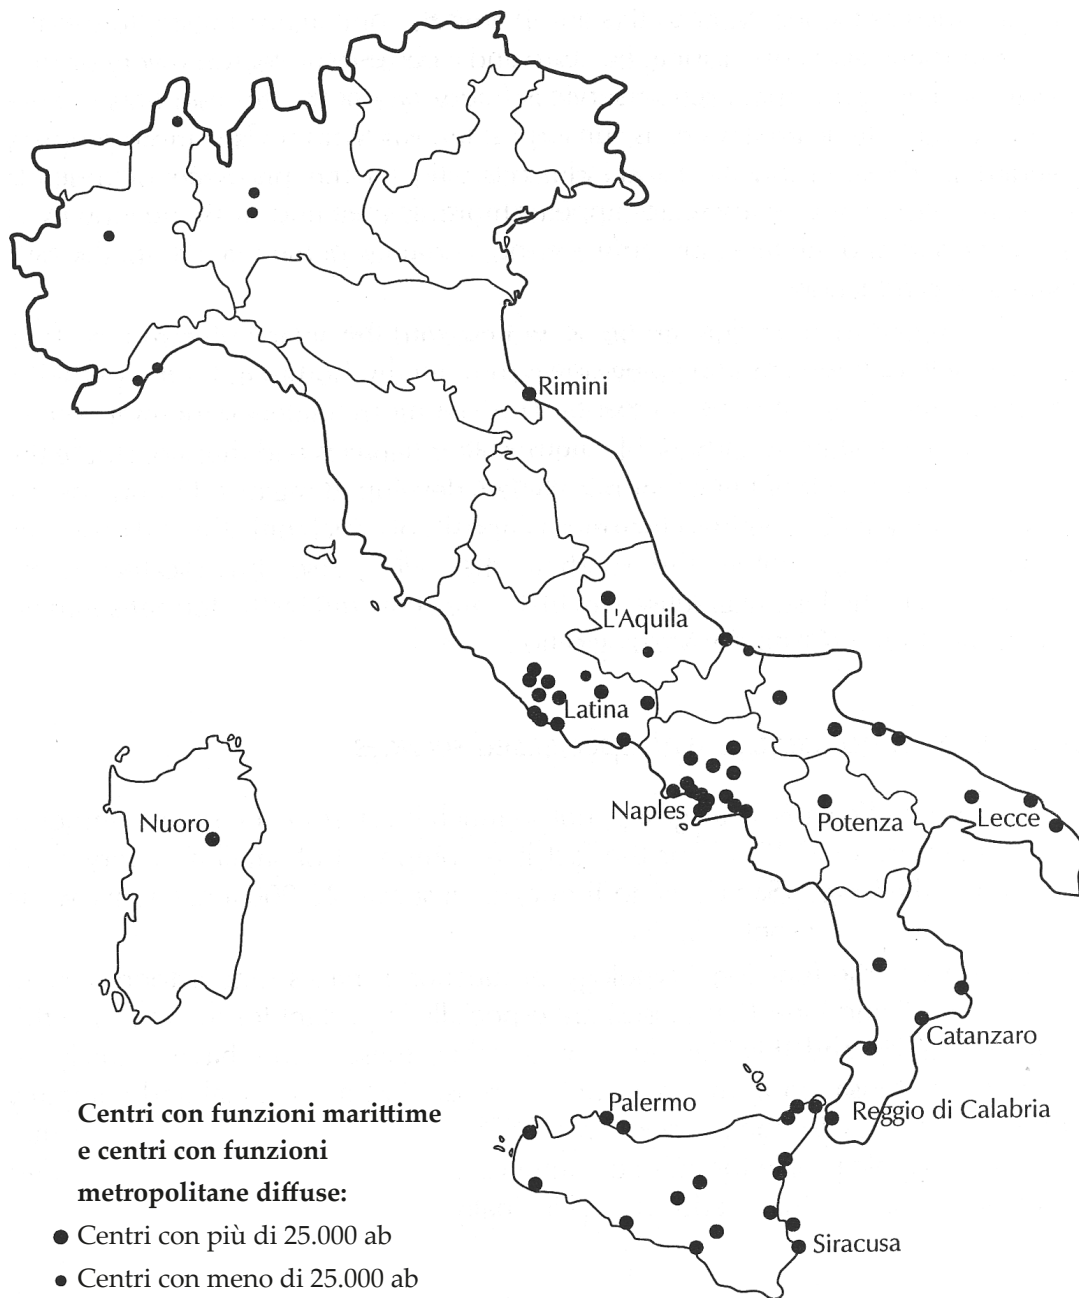 Rimini
L'Aquila
Latina
Naples
Potenza
Lecce
Nuoro
Catanzaro
Palermo
Reggio di Calabria
Siracusa
Centri con funzioni marittime
e centri con funzioni
metropolitane diffuse:
Centri con più di 25.000 ab
Centri con meno di 25.000 ab